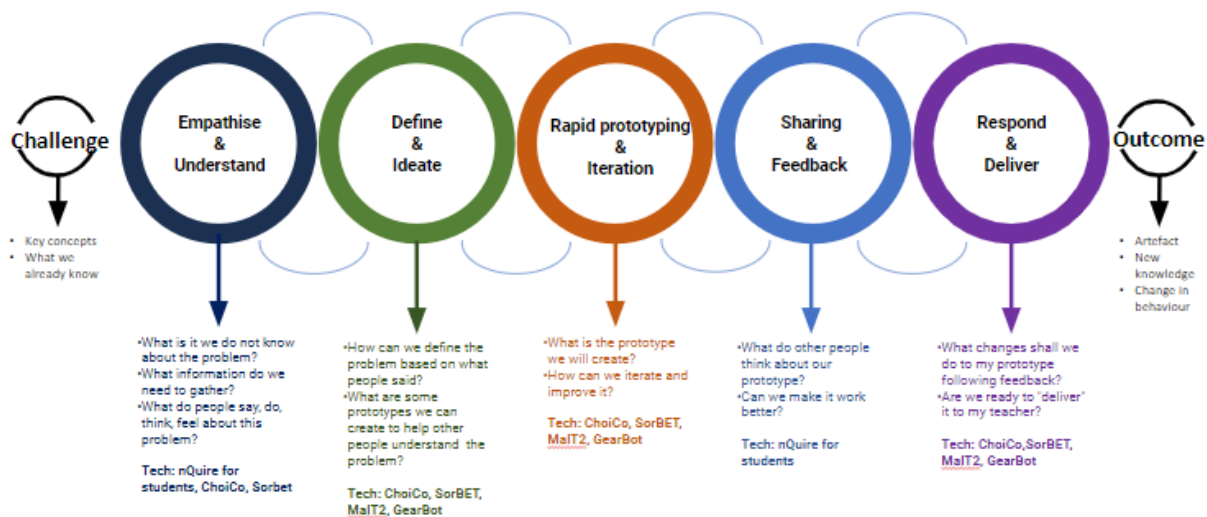 Challenge
• Key concepts
• What we
already know
Empathise
&
Understand
•What is it we do not know
about the problem?
•What information do we
need to gather?
•What do people say, do,
think, feel about this
problem?
Tech: nQuire for
students, ChoiCo, Sorbet
Define
&
Ideate
•How can we define the
problem based on what
people said?
•What are some
prototypes we can
create to help other
people understand the
problem?
Tech: ChoiCo, SorBET,
MaIT2, GearBot
Rapid prototyping
&
Iteration
•What is the prototype
we will create?
•How can we iterate and
improve it?
Tech: ChoiCo, SorBET,
MaIT2, GearBot
Sharing
&
Feedback
•What do other people
think about our
prototype?
•Can we make it work
better?
Tech: nQuire for
students
Respond
&
Deliver
•What changes shall we
do to my prototype
following feedback?
•Are we ready to "deliver"
it to my teacher?
Tech: ChoiCo,SorBET,
MaIT2, GearBot
Outcome
• Artefact
• New
knowledge
• Change in
behaviour